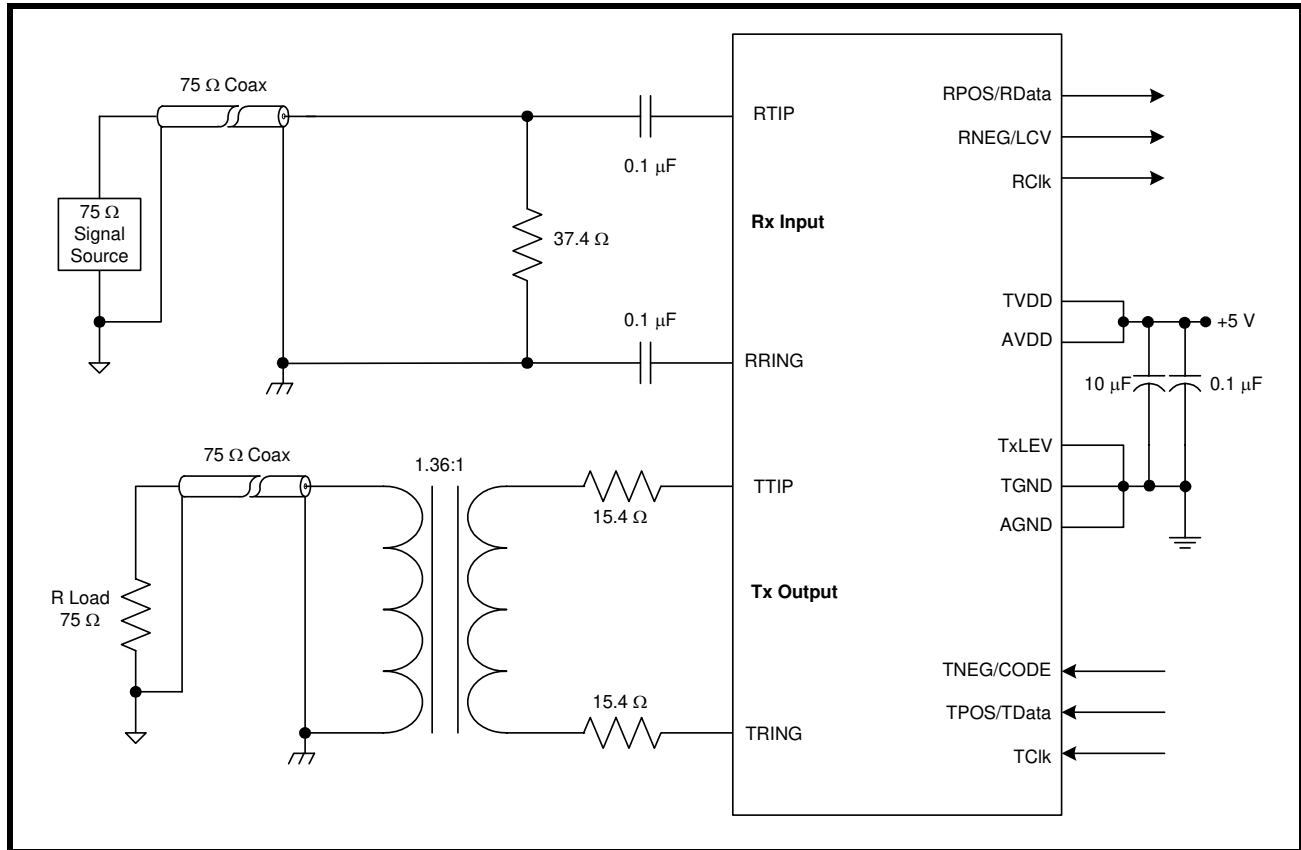 75 Ω Coax
75 Ω
Signal
Source
37.4 Ω
0.1 μF
0.1 μF
RTIP
Rx Input
RRING
RPOS/RData
RNEG/LCV
RClk
TVDD
AVDD
+5 V
10 μF
0.1 μF
TxLEV
TGND
AGND
75 Ω Coax
1.36:1
R Load
75 Ω
15.4 Ω
15.4 Ω
TTIP
Tx Output
TRING
TNEG/CODE
TPOS/TData
TClk